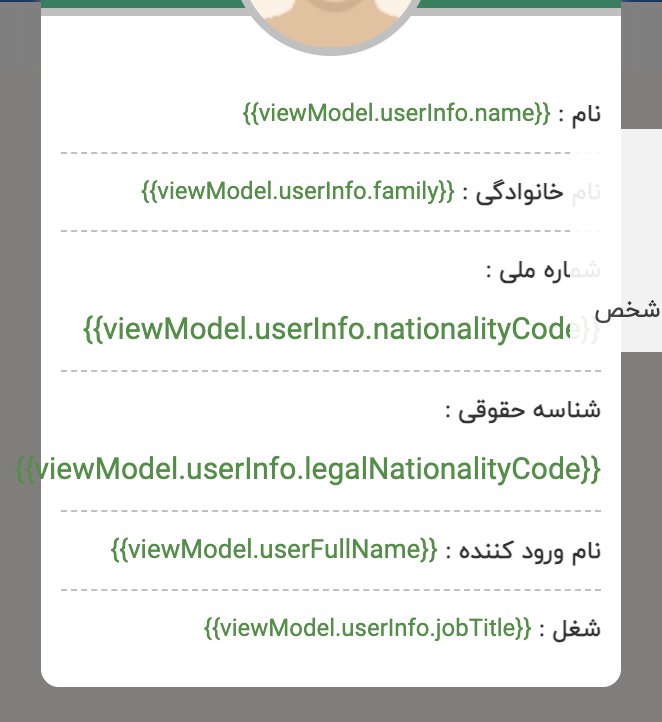 نام : {{viewModel.userInfo.name}}
نام خانوادگی : {{viewModel.userInfo.family}}
شماره ملی :
{{viewModel.userInfo.nationalityCode}}
شخص
شناسه حقوقی :
{{viewModel.userInfo.legalNationalityCode}}
نام ورود کننده : {{viewModel.userFullName}}
شغل : {{viewModel.userInfo.jobTitle}}